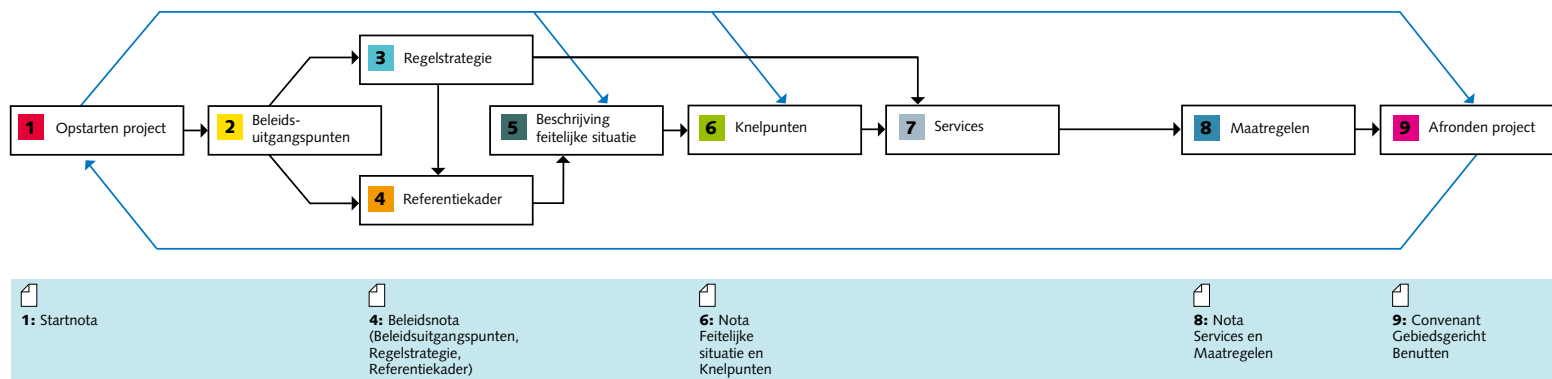 1 Opstarten project
2 Beleids-
uitgangspunten
3 Regelstrategie
4 Referentiekader
5 Beschrijving
feitelijke situatie
6 Knelpunten
7 Services
8 Maatregelen
9 Afronden project
1: Startnota
4: Beleidsnota
(Beleidsuitgangspunten,
Regelstrategie,
Referentiekader)
6: Nota
Feitelijke
situatie en
Knelpunten
8: Nota
Services en
Maatregelen
9: Convenant
Gebiedsgericht
Benutten